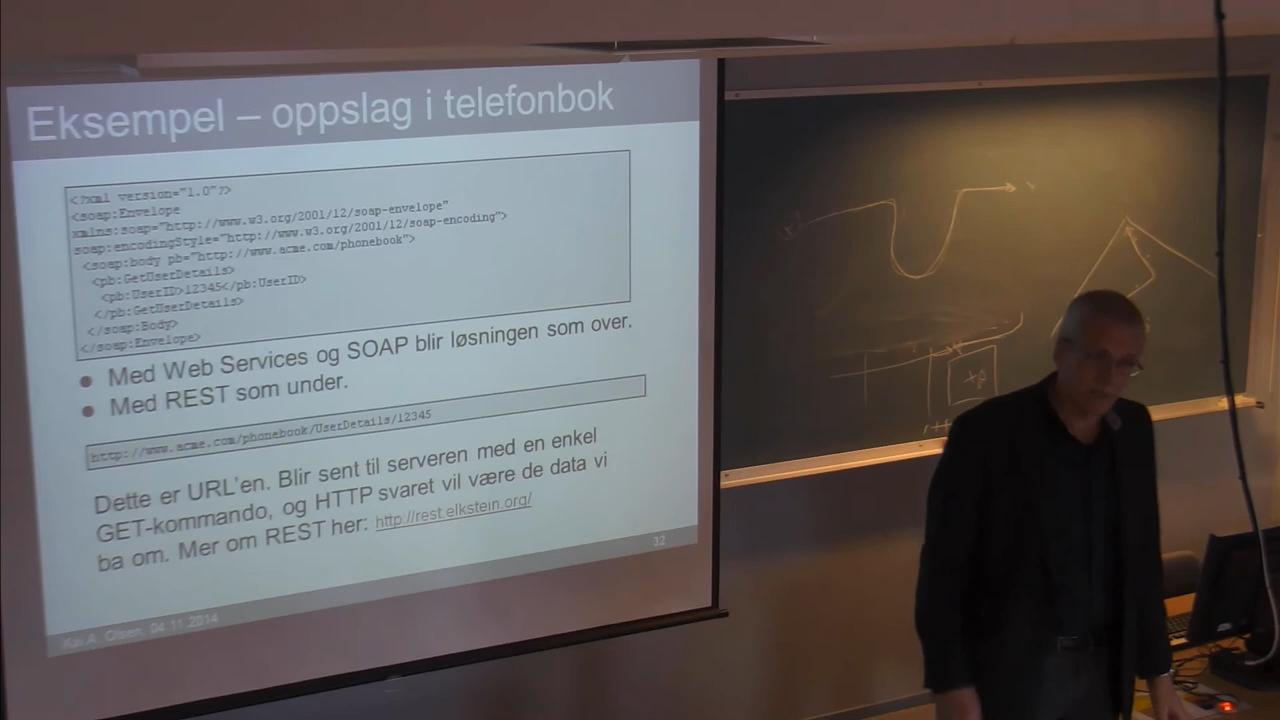 Eksempel – oppslag i telefonbok
<?xml version="1.0"?>
<soap:Envelope
xmlns:soap="http://www.w3.org/2001/12/soap-envelope"
soap:encodingStyle="http://www.w3.org/2001/12/soap-encoding">
<soap:body pb="http://www.acme.com/phonebook">
<pb:GetUserDetails>
<pb:UserID>12345</pb:UserID>
</pb:GetUserDetails>
</soap:Body>
</soap:Envelope>
● Med Web Services og SOAP blir løsningen som over.
● Med REST som under.
http://www.acme.com/phonebook/UserDetails/12345
Dette er URL'en. Blir sent til serveren med en enkel
GET-kommando, og HTTP svaret vil være de data vi
ba om. Mer om REST her: http://rest.elkstein.org/
32
Kai A. Olsen, 04.11.2014